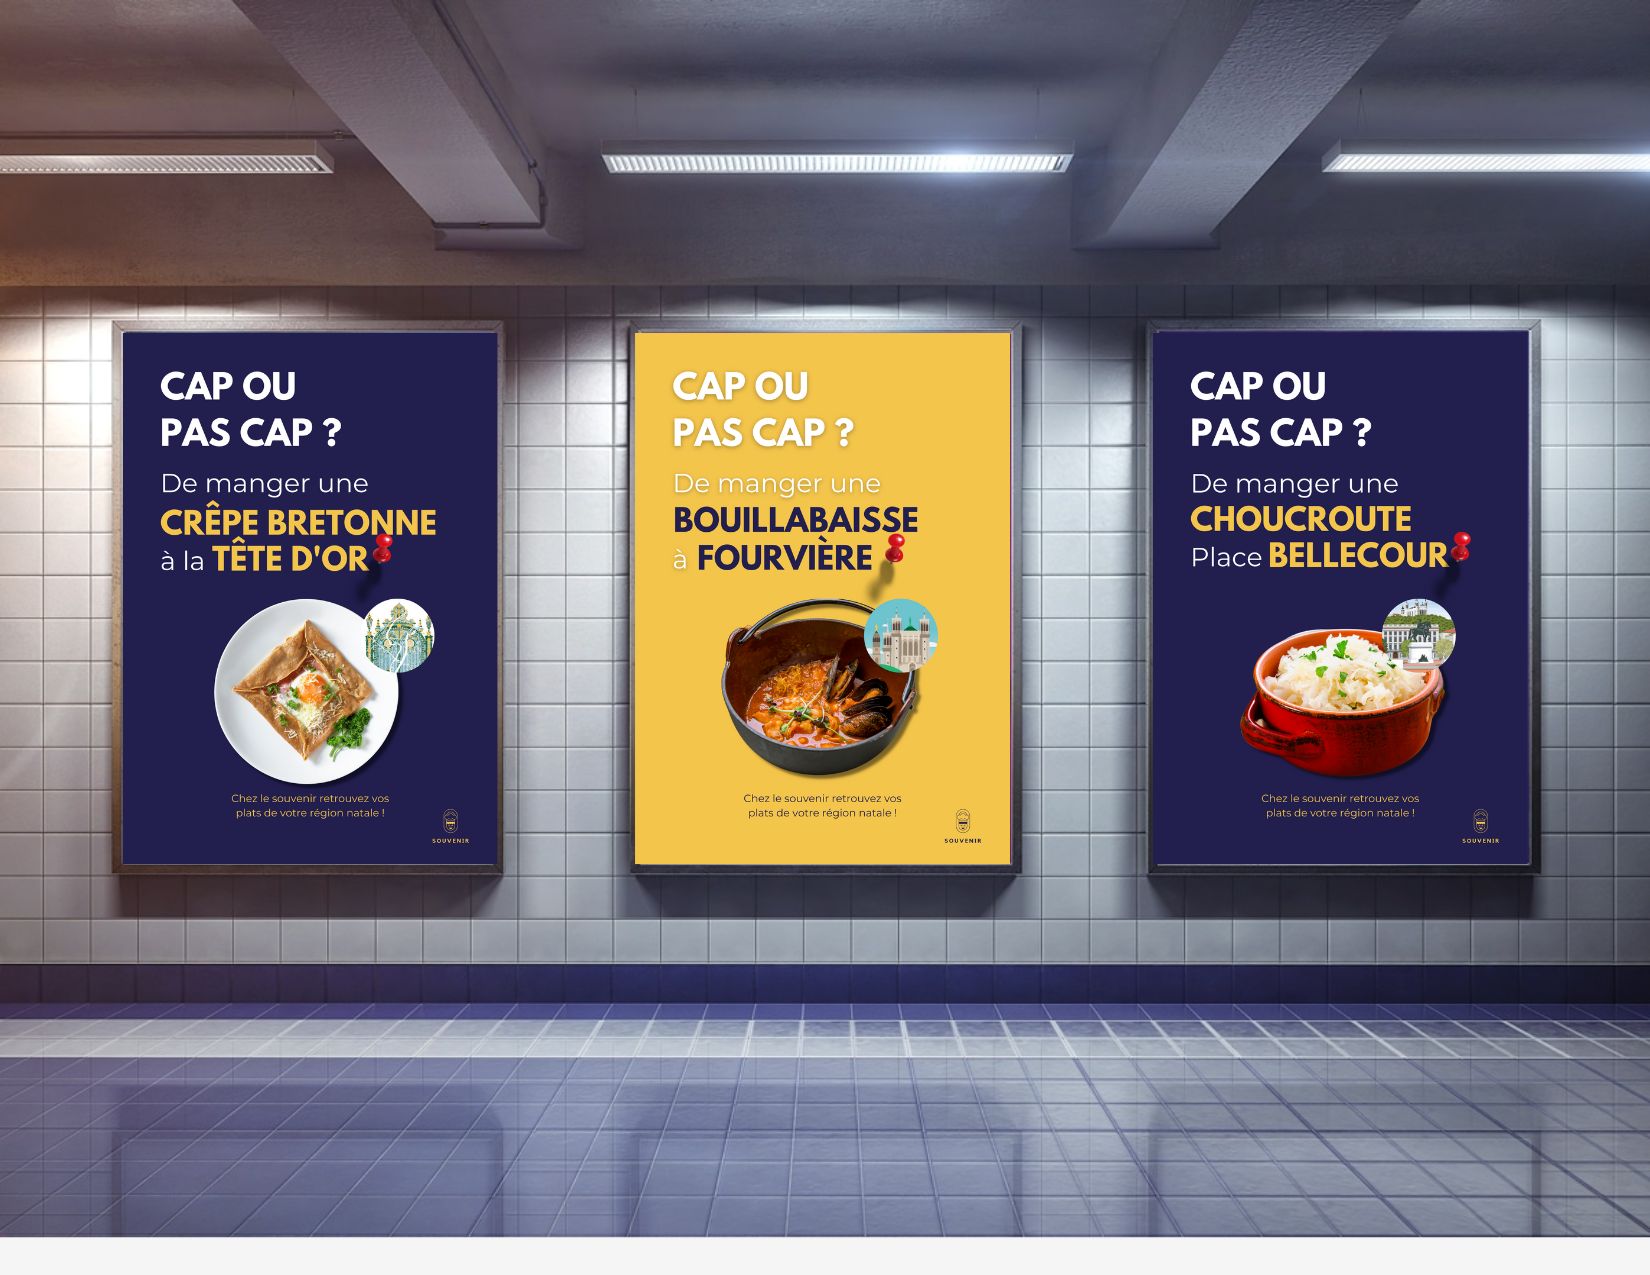 CAP OU
PAS CAP ?
De manger une
CRÊPE BRETONNE
à la TÊTE D'OR
Chez le souvenir retrouvez vos
plats de votre région natale !
SOUVENIR
CAP OU
PAS CAP ?
De manger une
BOUILLABAISSE
à FOURVIÈRE
Chez le souvenir retrouvez vos
plats de votre région natale !
SOUVENIR
CAP OU
PAS CAP ?
De manger une
CHOUCROUTE
Place BELLECOUR
Chez le souvenir retrouvez vos
plats de votre région natale !
SOUVENIR